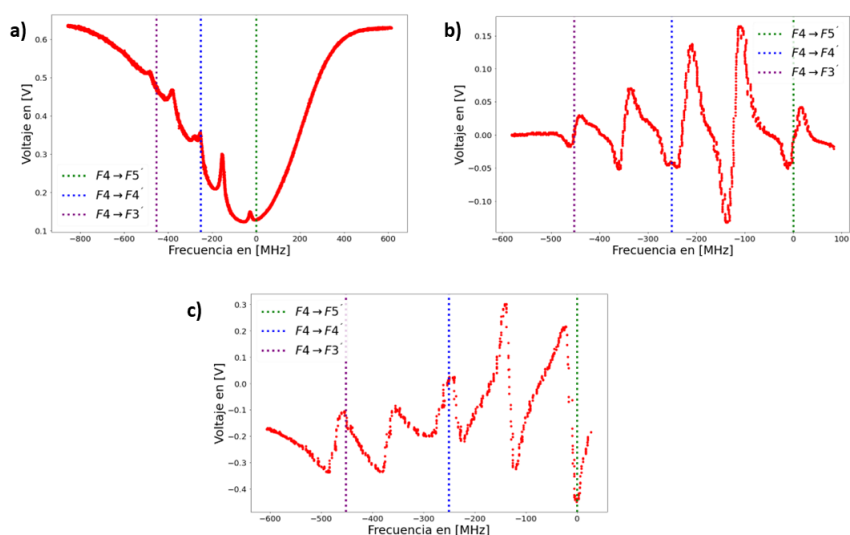 a)
0.6
0.5
0.4
0.3
0.2
0.1
Voltaje en [V]
F4→F5´
F4→F4´
F4→F3´
−800 −600 −400 −200 0 200 400 600
Frecuencia en [MHz]
b)
0.15
0.10
0.05
0.00
−0.05
−0.10
Voltaje en [V]
F4→F5´
F4→F4´
F4→F3´
−600 −500 −400 −300 −200 −100 0 100
Frecuencia en [MHz]
c)
0.3
0.2
0.1
0.0
−0.1
−0.2
−0.3
−0.4
Voltaje en [V]
F4→F5´
F4→F4´
F4→F3´
−600 −500 −400 −300 −200 −100 0
Frecuencia en [MHz]